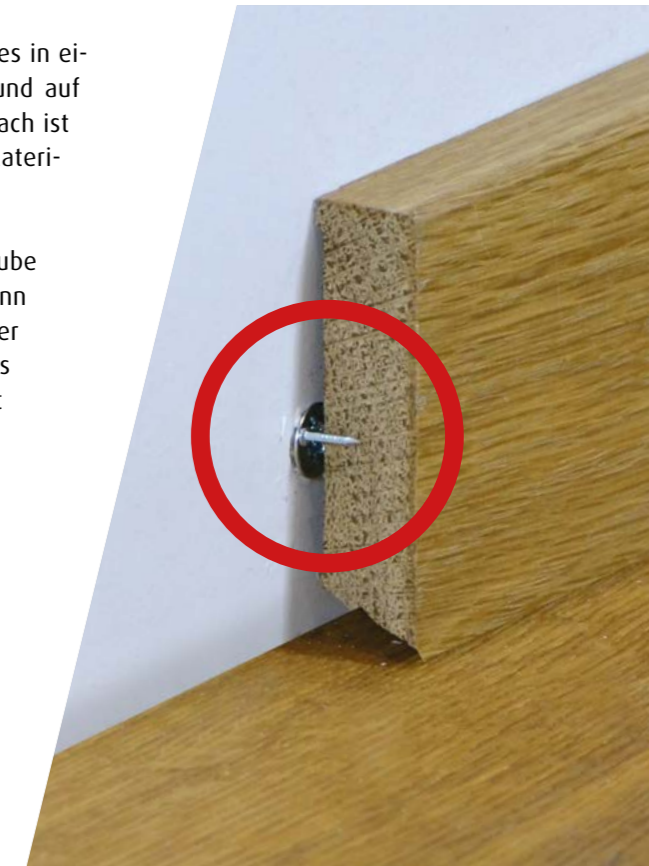 es in ei-
und auf
ach ist
ateri-
ube
nn
er
s
t